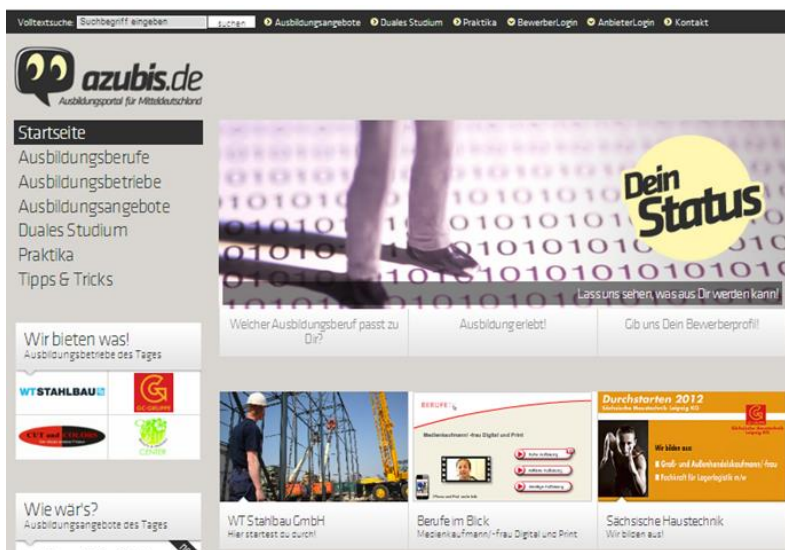 Volltextsuche: Suchbegriff eingeben suchen Ausbildungsangebote Duales Studium Praktika BewerberLogin AnbieterLogin Kontakt
azubis.de
Ausbildungsportal für Mitteldeutschland
Startseite
Ausbildungsberufe
Ausbildungsbetriebe
Ausbildungsangebote
Duales Studium
Praktika
Tipps & Tricks
Dein
Status
Lass uns sehen, was aus Dir werden kann!
Welcher Ausbildungsberuf passt zu
Dir?
Ausbildung erlebt!
Gib uns Dein Bewerberprofil!
Wir bieten was!
Ausbildungsbetriebe des Tages
WTSTAHLBAU
G
GC-GRUPPE
CUT and COLORS
CENTER
BERUFE
Medienkaufmann/-frau Digital und Print
Durchstarten 2012
Sächsische Haustechnik Leipzig KG
Wir bilden aus:
Groß- und Außenhandelskaufmann/-frau
Fachkraft für Lagerlogistik m/w
WT Stahlbau GmbH
Hier startest du durch!
Berufe im Blick
Medienkaufmann/-frau Digital und Print
Sächsische Haustechnik
Wir bilden aus!
Wie wär's?
Ausbildungsangebote des Tages